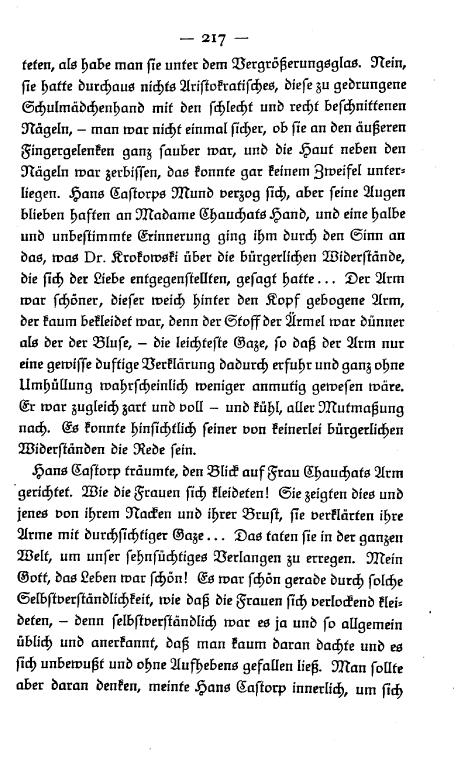 — 217 —
teten, als habe man sie unter dem Vergrößerungsglas. Nein,
sie hatte durchaus nichts Aristokratisches, diese zu gedrungene
Schulmädchenhand mit den schlecht und recht beschnittenen
Nägeln, – man war nicht einmal sicher, ob sie an den äußeren
Fingergelenken ganz sauber war, und die Haut neben den
Nägeln war zerbissen, das konnte gar keinem Zweifel unter-
liegen. Hans Castorps Mund verzog sich, aber seine Augen
blieben haften an Madame Chauchats Hand, und eine halbe
und unbestimmte Erinnerung ging ihm durch den Sinn an
das, was Dr. Krokowski über die bürgerlichen Widerstände,
die sich der Liebe entgegenstellten, gesagt hatte... Der Arm
war schöner, dieser weich hinter den Kopf gebogene Arm,
der kaum bekleidet war, denn der Stoff der Ärmel war dünner
als der der Bluse, – die leichteste Gaze, so daß der Arm nur
eine gewisse duftige Verklärung dadurch erfuhr und ganz ohne
Umhüllung wahrscheinlich weniger anmutig gewesen wäre.
Er war zugleich zart und voll – und kühl, aller Mutmaßung
nach. Es konnte hinsichtlich seiner von keinerlei bürgerlichen
Widerständen die Rede sein.
Hans Castorp träumte, den Blick auf Frau Chauchats Arm
gerichtet. Wie die Frauen sich kleideten! Sie zeigten dies und
jenes von ihrem Nacken und ihrer Brust, sie verklärten ihre
Arme mit durchsichtiger Gaze... Das taten sie in der ganzen
Welt, um unser sehnsüchtiges Verlangen zu erregen. Mein
Gott, das Leben war schön! Es war schön gerade durch solche
Selbstverständlichkeit, wie daß die Frauen sich verlockend klei-
deten, – denn selbstverständlich war es ja und so allgemein
üblich und anerkannt, daß man kaum daran dachte und es
sich unbewußt und ohne Aufhebens gefallen ließ. Man sollte
aber daran denken, meinte Hans Castorp innerlich, um sich